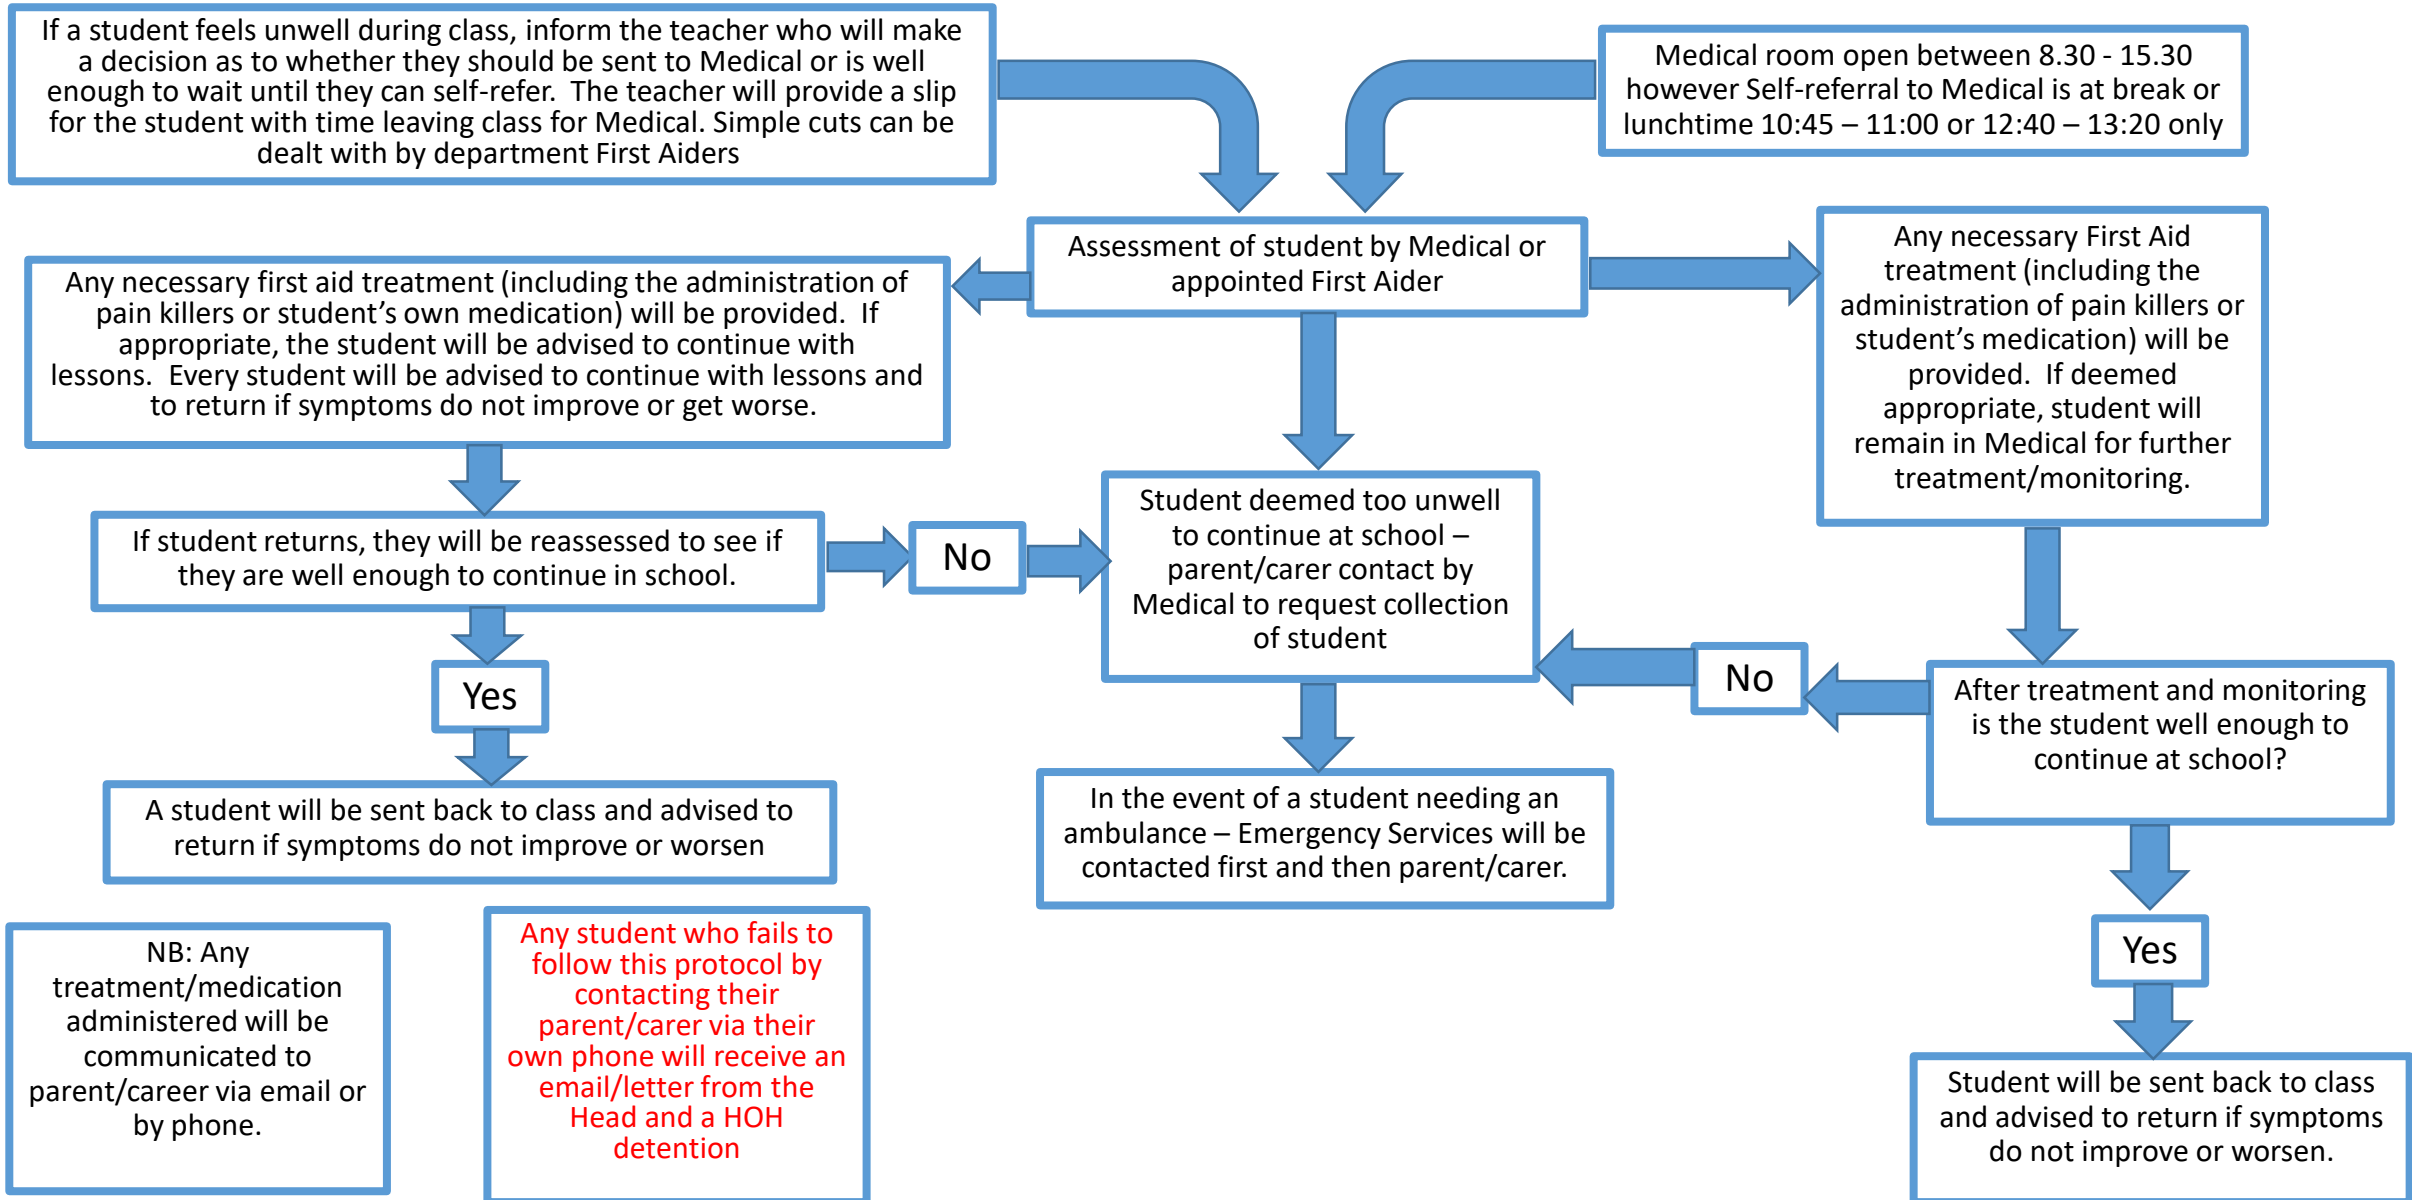 If a student feels unwell during class, inform the teacher who will make
a decision as to whether they should be sent to Medical or is well
enough to wait until they can self-refer.  The teacher will provide a slip
for the student with time leaving class for Medical. Simple cuts can be
dealt with by department First Aiders
Medical room open between 8.30 - 15.30
however Self-referral to Medical is at break or
lunchtime 10:45 – 11:00 or 12:40 – 13:20 only
Assessment of student by Medical or
appointed First Aider
Any necessary first aid treatment (including the administration of
pain killers or student’s own medication) will be provided.  If
appropriate, the student will be advised to continue with
lessons.  Every student will be advised to continue with lessons and
to return if symptoms do not improve or get worse.
Any necessary First Aid
treatment (including the
administration of pain killers or
student’s medication) will be
provided.  If deemed
appropriate, student will
remain in Medical for further
treatment/monitoring.
If student returns, they will be reassessed to see if
they are well enough to continue in school.
No
Student deemed too unwell
to continue at school –
parent/carer contact by
Medical to request collection
of student
No
After treatment and monitoring
is the student well enough to
continue at school?
Yes
A student will be sent back to class and advised to
return if symptoms do not improve or worsen
In the event of a student needing an
ambulance – Emergency Services will be
contacted first and then parent/carer.
Yes
Student will be sent back to class
and advised to return if symptoms
do not improve or worsen.
NB: Any
treatment/medication
administered will be
communicated to
parent/career via email or
by phone.
Any student who fails to
follow this protocol by
contacting their
parent/carer via their
own phone will receive an
email/letter from the
Head and a HOH
detention